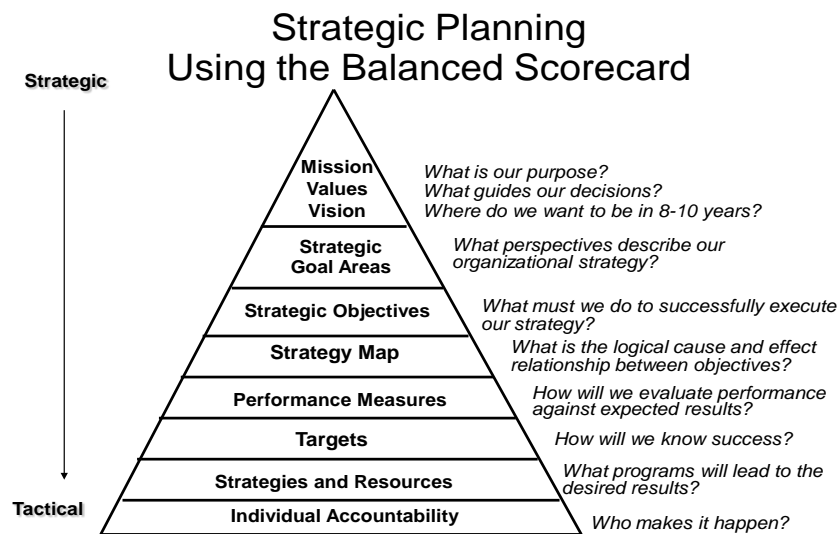 Strategic Planning
Using the Balanced Scorecard
Strategic
Mission
Values
Vision
What is our purpose?
What guides our decisions?
Where do we want to be in 8-10 years?
Strategic
Goal Areas
What perspectives describe our
organizational strategy?
Strategic Objectives
What must we do to successfully execute
our strategy?
Strategy Map
What is the logical cause and effect
relationship between objectives?
Performance Measures
How will we evaluate performance
against expected results?
Targets
How will we know success?
Strategies and Resources
What programs will lead to the
desired results?
Tactical
Individual Accountability
Who makes it happen?